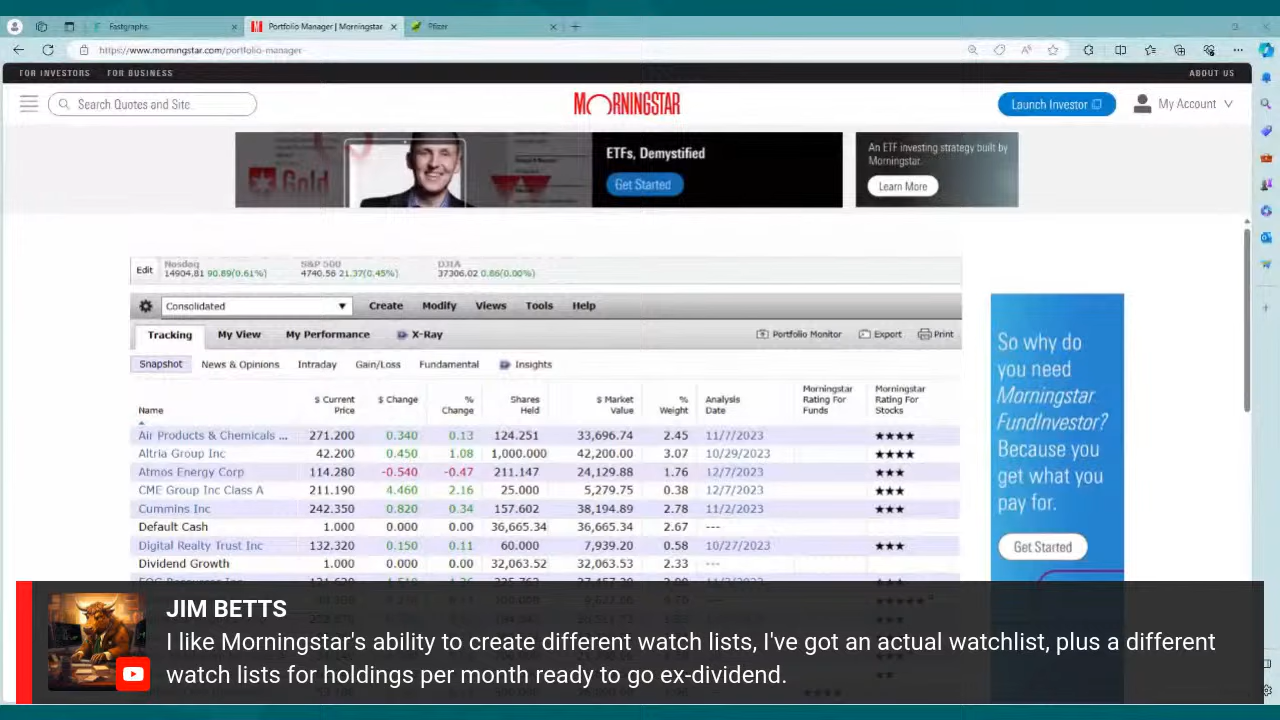 Fastgraphs
Portfolio Manager | Morningstar
Pfizer
https://www.morningstar.com/portfolio-manager
FOR INVESTORS FOR BUSINESS ABOUT US
Search Quotes and Site
MORNINGSTAR
Launch Investor
My Account
Gold
ETFs, Demystified
Get Started
An ETF investing strategy built by
Morningstar.
Learn More
Edit
Nasdaq S&P 500 DJIA
14904.81 90.89(0.61%) 4740.56 21.37(0.45%) 37306.02 0.86(0.00%)
Consolidated Create Modify Views Tools Help
Tracking My View My Performance X-Ray Portfolio Monitor Export Print
Snapshot News & Opinions Intraday Gain/Loss Fundamental Insights
Name $ Current Price $ Change % Change Shares Held $ Market Value % Weight Analysis Date Morningstar Rating For Funds Morningstar Rating For Stocks
Air Products & Chemicals ... 271.200 0.340 0.13 124.251 33,696.74 2.45 11/7/2023 ★★★★
Altria Group Inc 42.200 0.450 1.08 1,000.000 42,200.00 3.07 10/29/2023 ★★★★
Atmos Energy Corp 114.280 -0.540 -0.47 211.147 24,129.88 1.76 12/7/2023 ★★★
CME Group Inc Class A 211.190 4.460 2.16 25.000 5,279.75 0.38 12/7/2023 ★★★
Cummins Inc 242.350 0.820 0.34 157.602 38,194.89 2.78 11/2/2023 ★★★
Default Cash 1.000 0.000 0.00 36,665.34 36,665.34 2.67 ---
Digital Realty Trust Inc 132.320 0.150 0.11 60.000 7,939.20 0.58 10/27/2023 ★★★
Dividend Growth 1.000 0.000 0.00 32,063.52 32,063.53 2.33 ---
So why do
you need
Morningstar
FundInvestor?
Because you
get what you
pay for.
Get Started
JIM BETTS
I like Morningstar's ability to create different watch lists, I've got an actual watchlist, plus a different
watch lists for holdings per month ready to go ex-dividend.